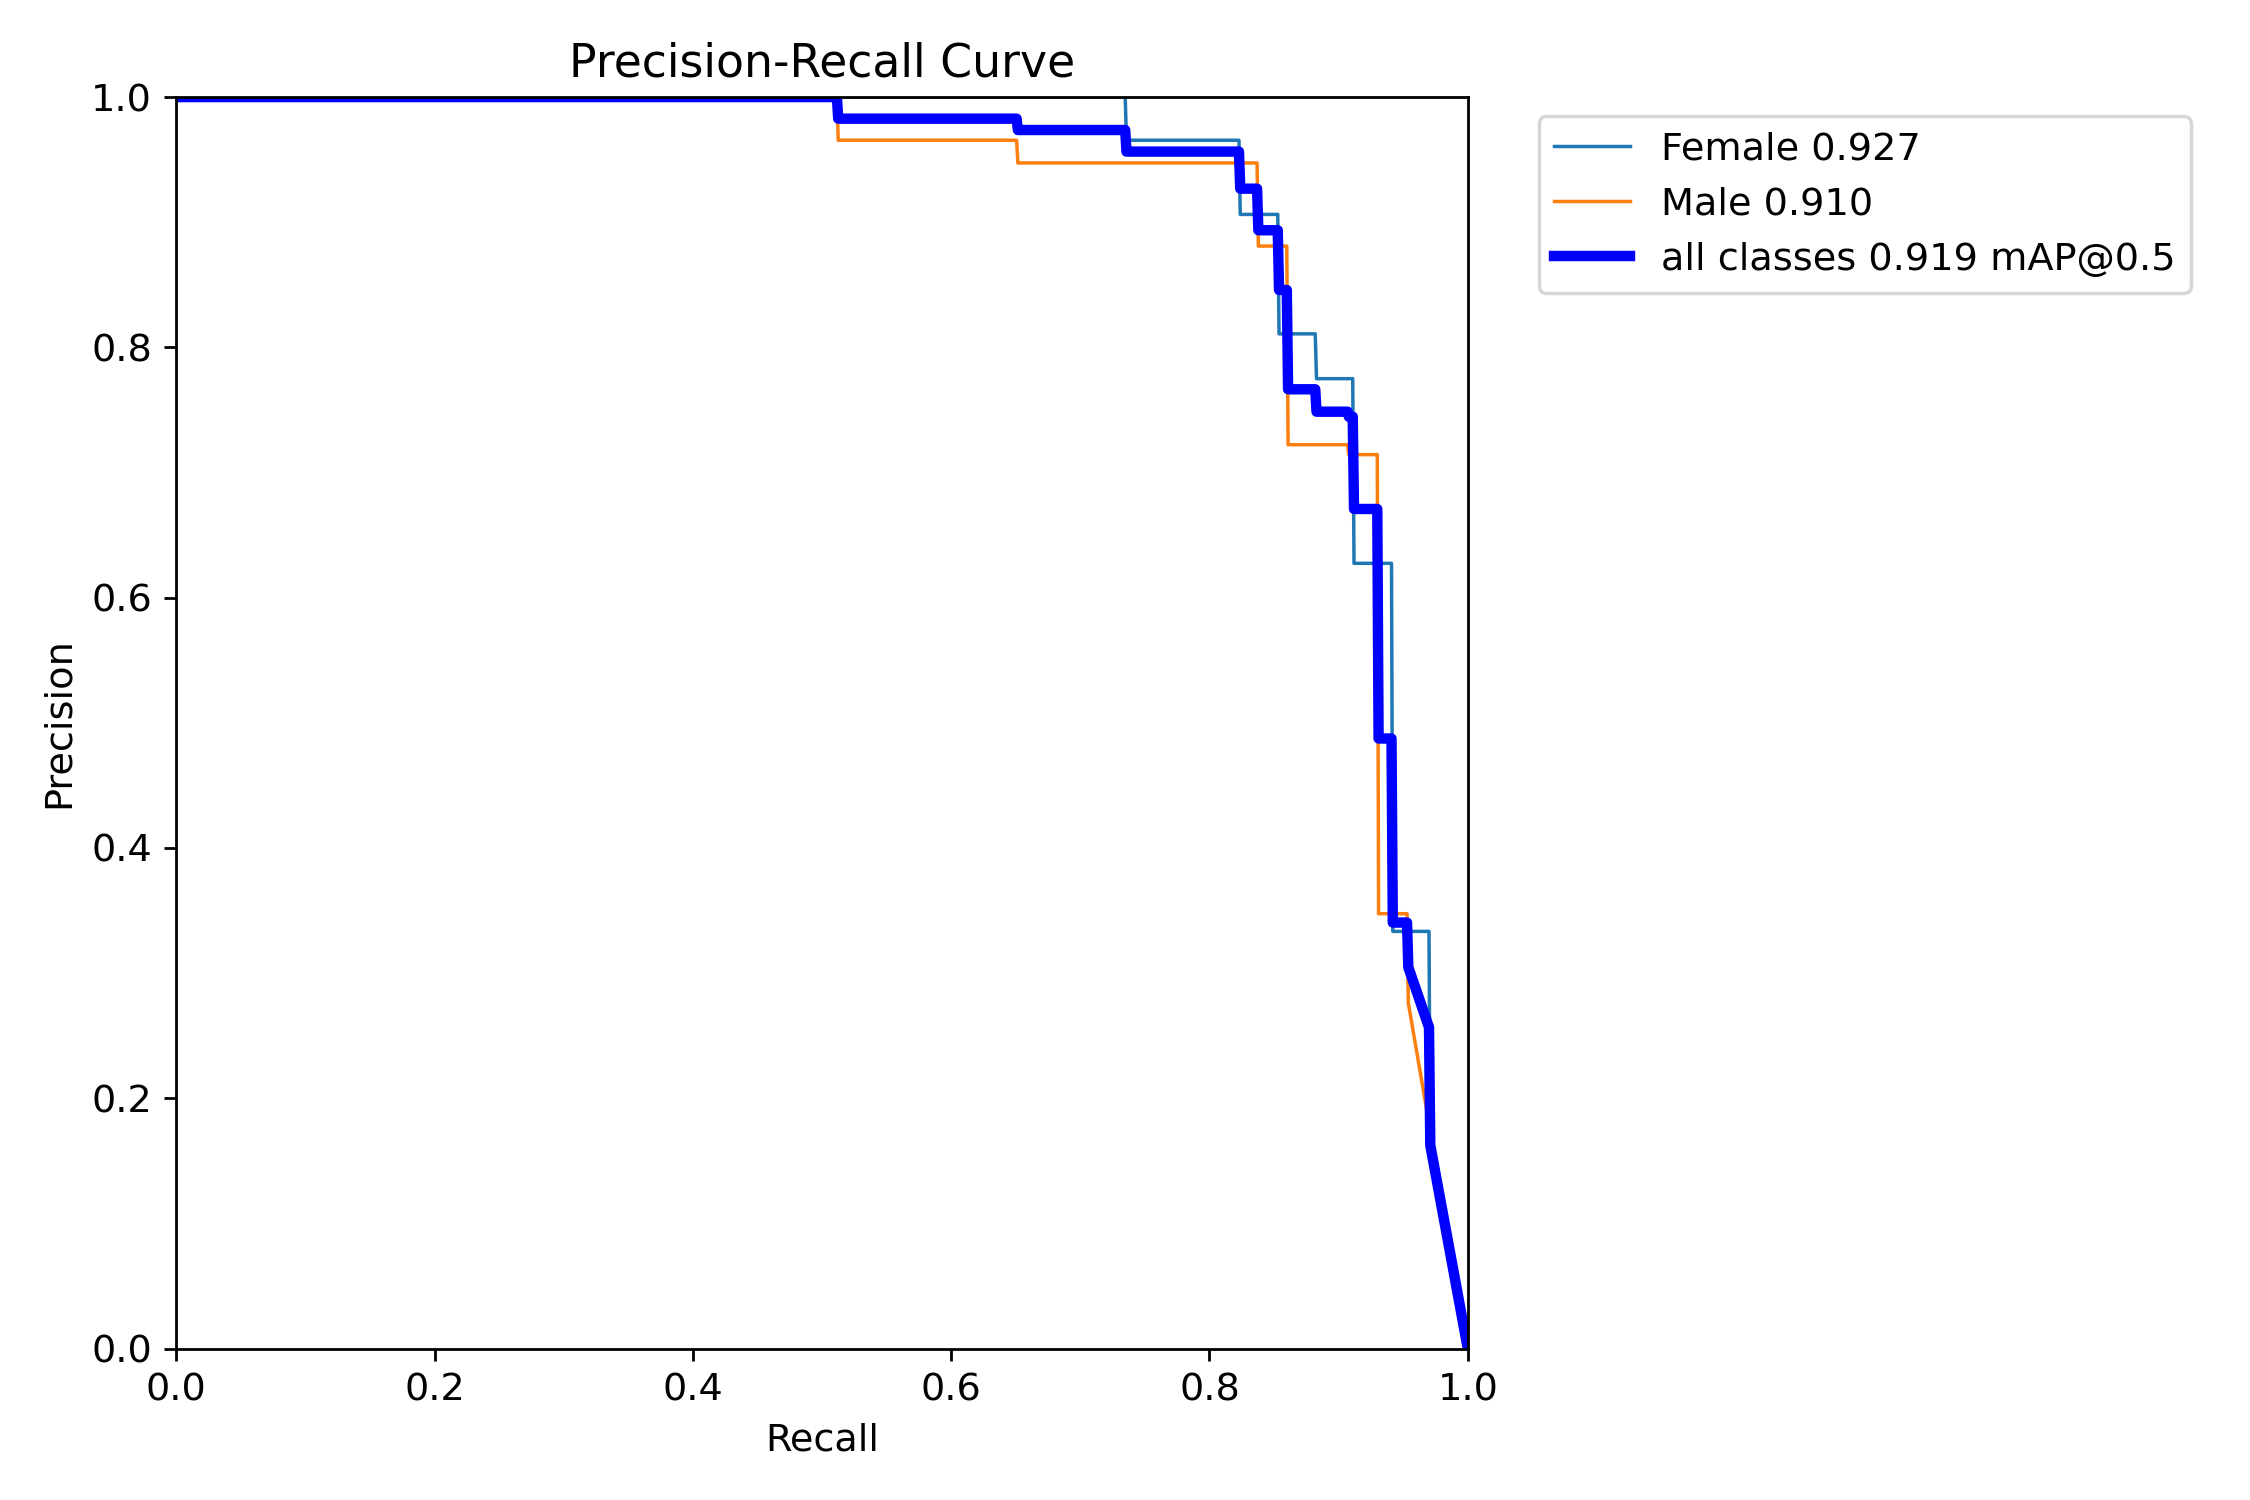 Precision-Recall Curve
1.0
0.8
0.6
0.4
0.2
0.0
Precision
0.0 0.2 0.4 0.6 0.8 1.0
Recall
Female 0.927
Male 0.910
all classes 0.919 mAP@0.5